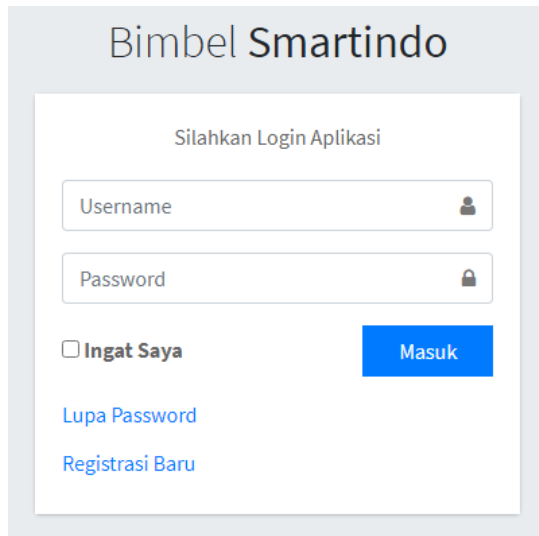 Bimbel Smartindo
Silahkan Login Aplikasi
Username
Password
Ingat Saya
Masuk
Lupa Password
Registrasi Baru